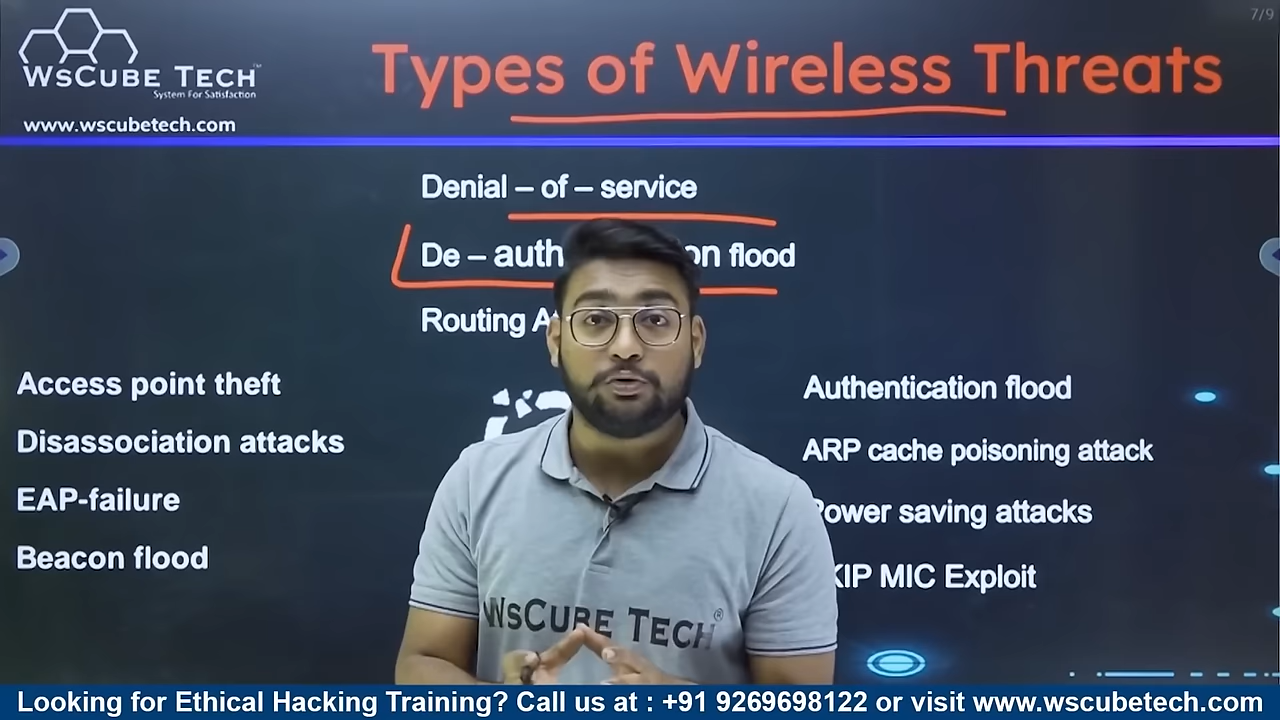 7/9
WsCube Tech™
System For Satisfaction
www.wscubetech.com
Types of Wireless Threats
Denial – of – service
De – auth on flood
Routing A
Access point theft
Disassociation attacks
EAP-failure
Beacon flood
Authentication flood
ARP cache poisoning attack
Power saving attacks
KIP MIC Exploit
WsCube Tech®
Looking for Ethical Hacking Training? Call us at : +91 9269698122 or visit www.wscubetech.com